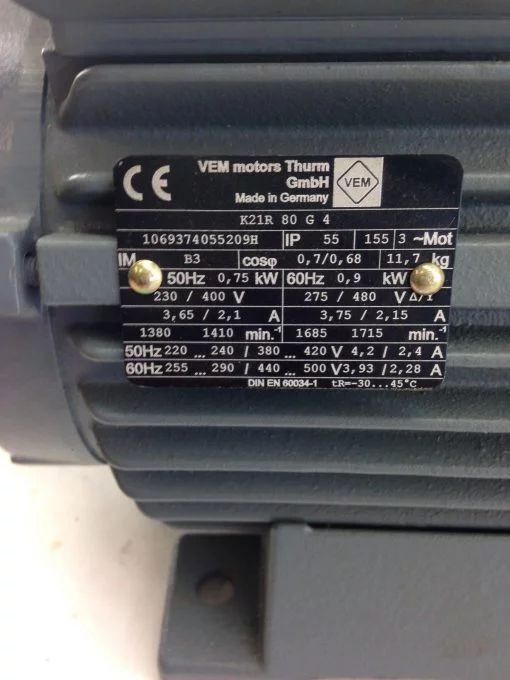 CE
VEM motors Thurm
GmbH
Made in Germany
VEM
K21R 80 G 4
1069374055209H IP 55 155 3 ~Mot
IM B3 cosφ 0,7/0,68 11,7 kg
50Hz 0,75 kW 60Hz 0,9 kW
230 / 400 V 275 / 480 V Δ/
3,65 / 2,1 A 3,75 / 2,15 A
1380 1410 min.⁻¹ 1685 1715 min.⁻¹
50Hz 220 ... 240 / 380 ... 420 V 4,2 / 2,4 A
60Hz 255 ... 290 / 440 ... 500 V 3,93 / 2,28 A
DIN EN 60034-1 tR=-30...45°C